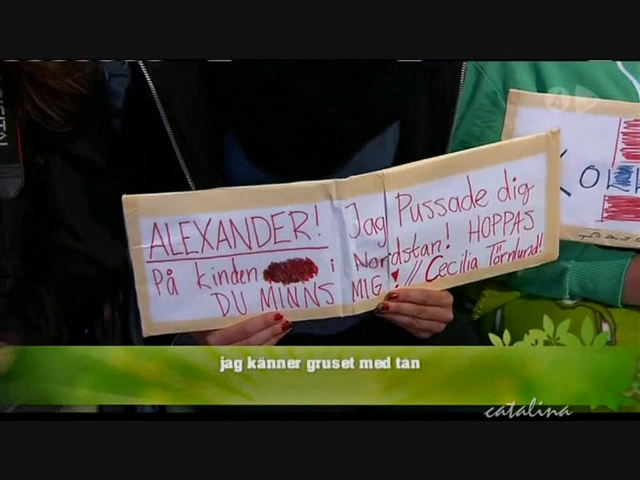 ALEXANDER! Jag Pussade dig
På kinden i Nordstan! HOPPAS
DU MINNS MIG! // Cecilia Törnlund!
KO
jag känner gruset med tan
catalina